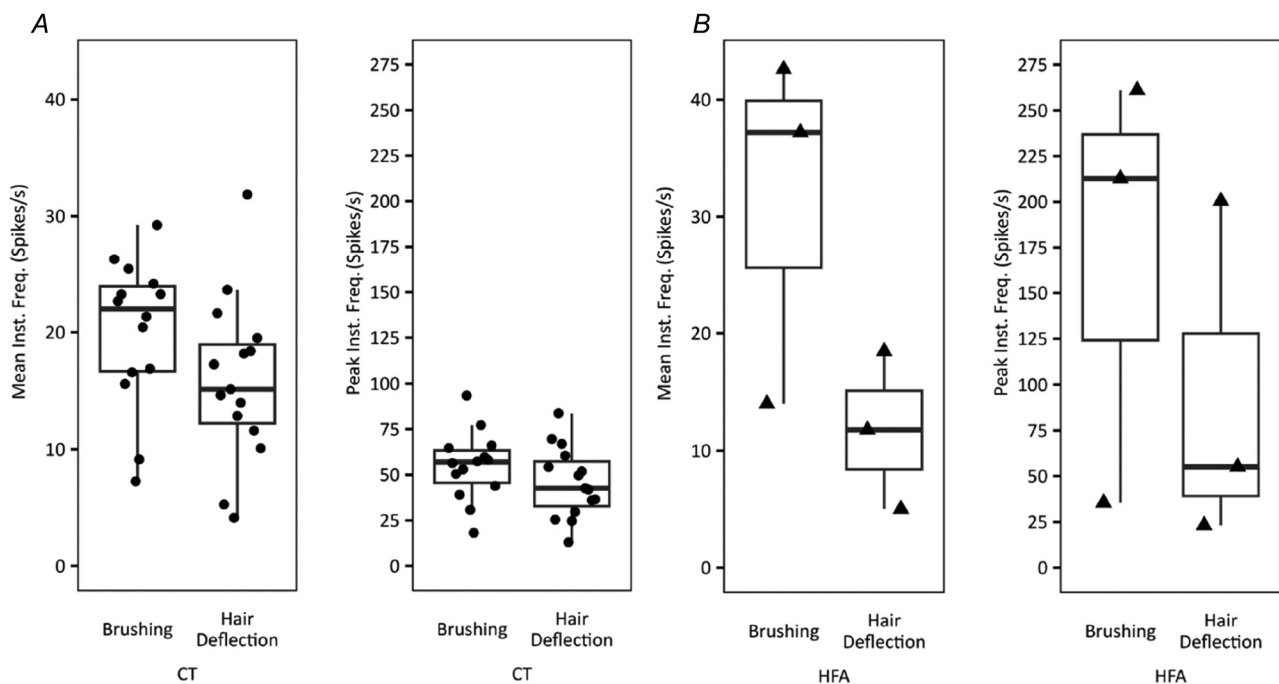 A
B
Mean Inst. Freq. (Spikes/s)
40
30
20
10
0
Brushing
Hair
Deflection
CT
Peak Inst. Freq. (Spikes/s)
275
250
225
200
175
150
125
100
75
50
25
0
Brushing
Hair
Deflection
CT
Mean Inst. Freq. (Spikes/s)
40
30
20
10
0
Brushing
Hair
Deflection
HFA
Peak Inst. Freq. (Spikes/s)
275
250
225
200
175
150
125
100
75
50
25
0
Brushing
Hair
Deflection
HFA